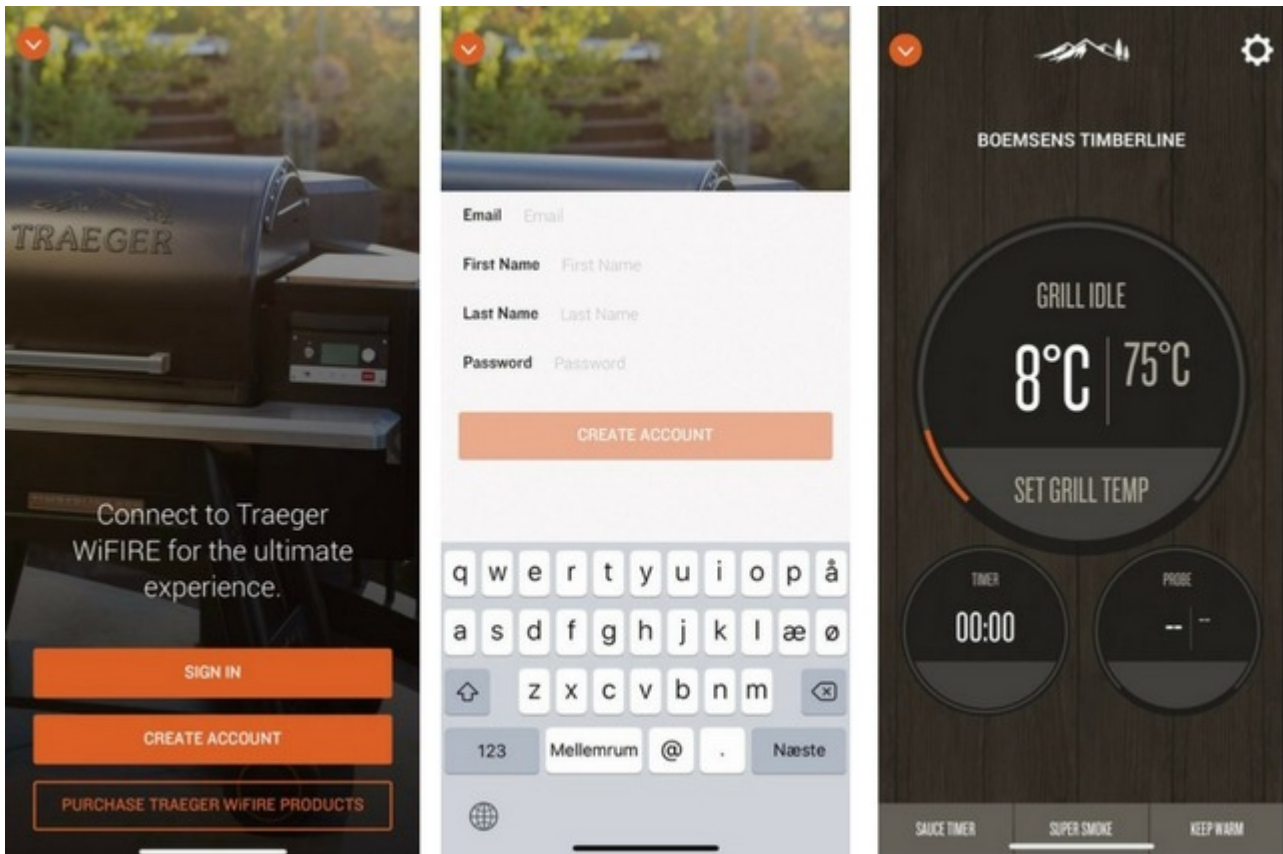 TRAEGER
Connect to Traeger
WiFIRE for the ultimate
experience.
SIGN IN
CREATE ACCOUNT
PURCHASE TRAEGER WiFIRE PRODUCTS
Email Email
First Name First Name
Last Name Last Name
Password Password
CREATE ACCOUNT
q w e r t y u i o p å
a s d f g h j k l æ ø
z x c v b n m
123 Mellemrum @ . Næste
BOEMSENS TIMBERLINE
GRILL IDLE
8°C 75°C
SET GRILL TEMP
TIMER
00:00
PROBE
-- --
SAUCE TIMER SUPER SMOKE KEEP WARM